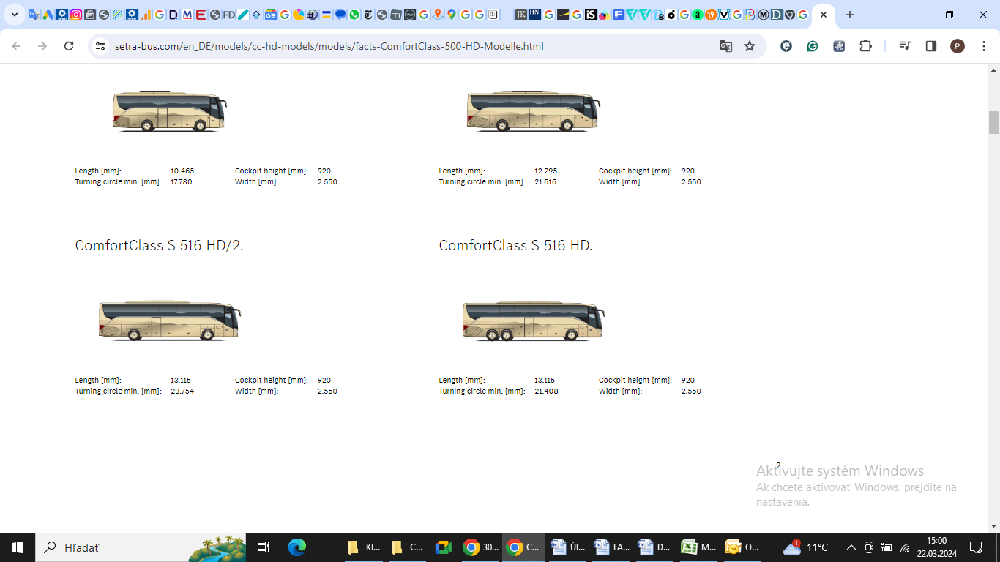 setra-bus.com/en_DE/models/cc-hd-models/models/facts-ComfortClass-500-HD-Modelle.html
P
Length [mm]: 10.465 Cockpit height [mm]: 920
Turning circle min. [mm]: 17.780 Width [mm]: 2.550
Length [mm]: 12.295 Cockpit height [mm]: 920
Turning circle min. [mm]: 21.616 Width [mm]: 2.550
ComfortClass S 516 HD/2.
ComfortClass S 516 HD.
Length [mm]: 13.115 Cockpit height [mm]: 920
Turning circle min. [mm]: 23.754 Width [mm]: 2.550
Length [mm]: 13.115 Cockpit height [mm]: 920
Turning circle min. [mm]: 21.408 Width [mm]: 2.550
2
Aktivujte systém Windows
Ak chcete aktivovať Windows, prejdite na
nastavenia.
Hľadať
Kl...
C...
30...
C...
Úl...
FA...
D...
M...
O...
1
11°C
15:00
22.03.2024